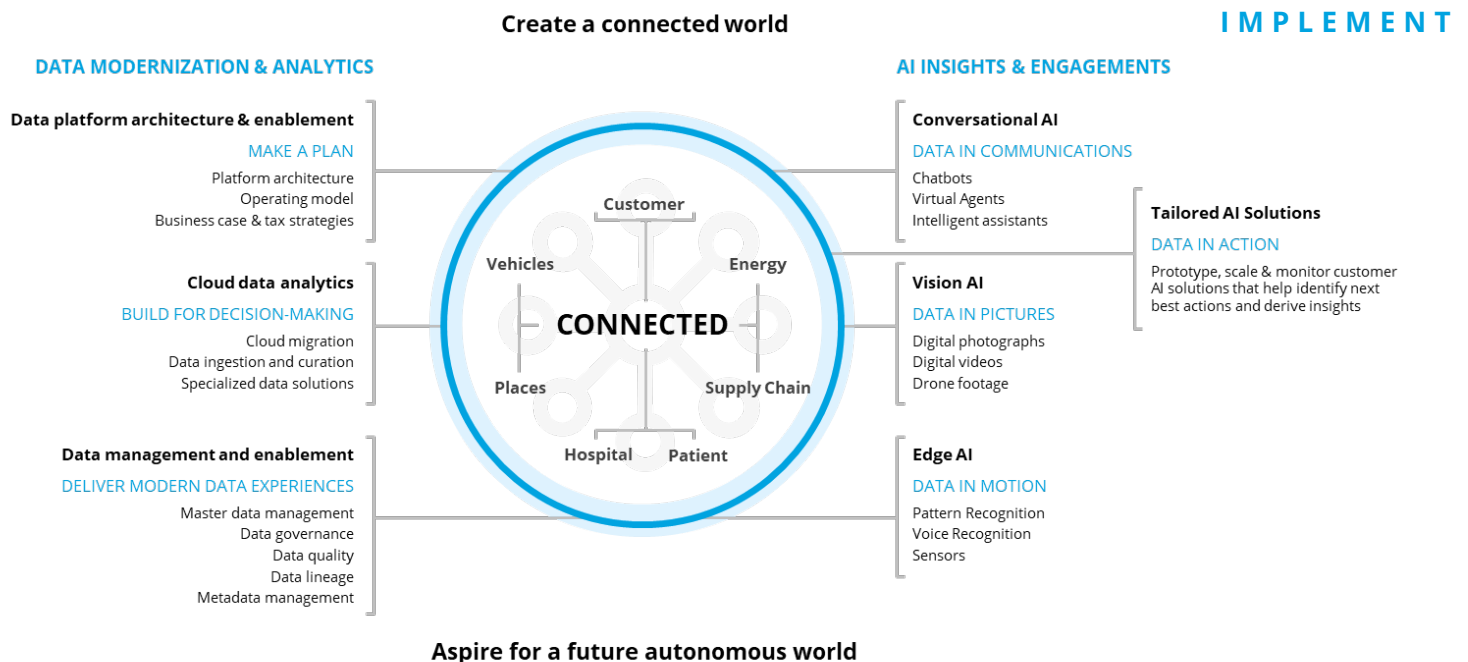 Create a connected world
I M P L E M E N T
DATA MODERNIZATION & ANALYTICS
Data platform architecture & enablement
MAKE A PLAN
Platform architecture
Operating model
Business case & tax strategies
Cloud data analytics
BUILD FOR DECISION-MAKING
Cloud migration
Data ingestion and curation
Specialized data solutions
Data management and enablement
DELIVER MODERN DATA EXPERIENCES
Master data management
Data governance
Data quality
Data lineage
Metadata management
Customer
Vehicles
Energy
CONNECTED
Places
Supply Chain
Hospital
Patient
AI INSIGHTS & ENGAGEMENTS
Conversational AI
DATA IN COMMUNICATIONS
Chatbots
Virtual Agents
Intelligent assistants
Tailored AI Solutions
DATA IN ACTION
Prototype, scale & monitor customer
AI solutions that help identify next
best actions and derive insights
Vision AI
DATA IN PICTURES
Digital photographs
Digital videos
Drone footage
Edge AI
DATA IN MOTION
Pattern Recognition
Voice Recognition
Sensors
Aspire for a future autonomous world